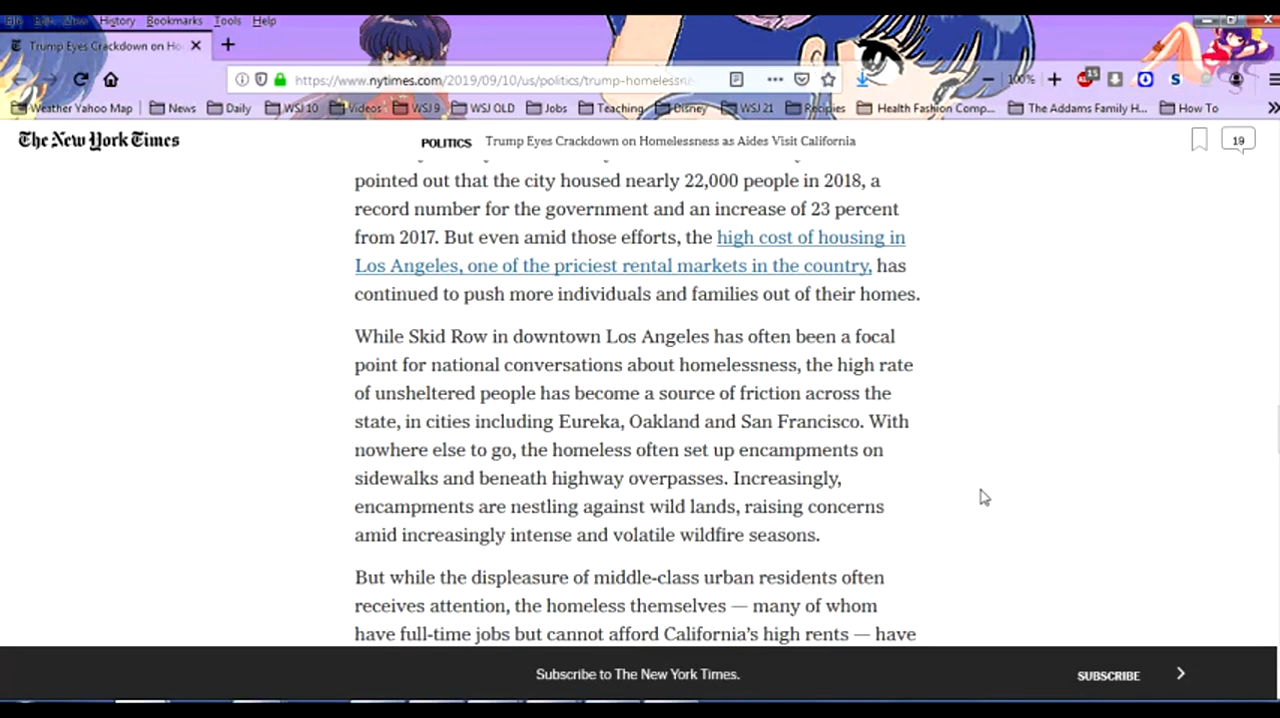 History Bookmarks Tools Help
Trump Eyes Crackdown on Ho
https://www.nytimes.com/2019/09/10/us/politics/trump-homelessne
100%
15
Weather Yahoo Map News Daily WSJ 10 Videos WSJ 9 WSJ OLD Jobs Teaching Disney WSJ 21 Recipies Health Fashion Comp... The Addams Family H... How To
The New York Times
POLITICS Trump Eyes Crackdown on Homelessness as Aides Visit California
19
pointed out that the city housed nearly 22,000 people in 2018, a
record number for the government and an increase of 23 percent
from 2017. But even amid those efforts, the high cost of housing in
Los Angeles, one of the priciest rental markets in the country, has
continued to push more individuals and families out of their homes.
While Skid Row in downtown Los Angeles has often been a focal
point for national conversations about homelessness, the high rate
of unsheltered people has become a source of friction across the
state, in cities including Eureka, Oakland and San Francisco. With
nowhere else to go, the homeless often set up encampments on
sidewalks and beneath highway overpasses. Increasingly,
encampments are nestling against wild lands, raising concerns
amid increasingly intense and volatile wildfire seasons.
But while the displeasure of middle-class urban residents often
receives attention, the homeless themselves — many of whom
have full-time jobs but cannot afford California's high rents — have
Subscribe to The New York Times.
SUBSCRIBE